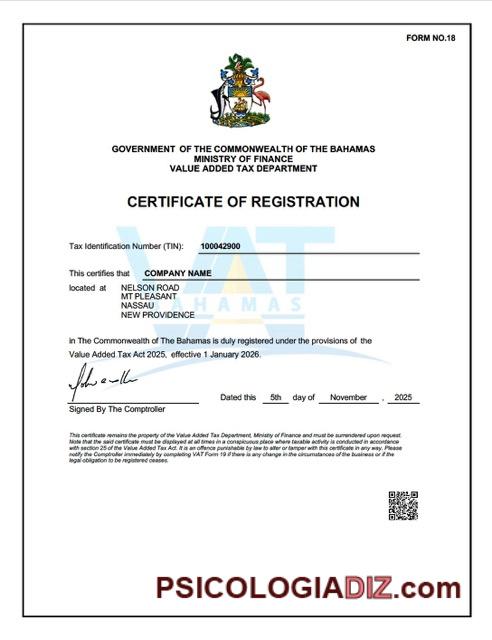 FORM NO.18
GOVERNMENT OF THE COMMONWEALTH OF THE BAHAMAS
MINISTRY OF FINANCE
VALUE ADDED TAX DEPARTMENT
CERTIFICATE OF REGISTRATION
VAT
BAHAMAS
Tax Identification Number (TIN): 100042900
This certifies that COMPANY NAME
located at NELSON ROAD
MT PLEASANT
NASSAU
NEW PROVIDENCE
in The Commonwealth of The Bahamas is duly registered under the provisions of the
Value Added Tax Act 2025, effective 1 January 2026.
Dated this 5th day of November , 2025
Signed By The Comptroller
This certificate remains the property of the Value Added Tax Department, Ministry of Finance and must be surrendered upon request.
Note that the said certificate must be displayed at all times in a conspicuous place where taxable activity is conducted in accordance
with section 25 of the Value Added Tax Act. It is an offence punishable by law to alter or tamper with this certificate in any way. Please
notify the Comptroller immediately by completing VAT Form 19 if there is any change in the circumstances of the business or if the
legal obligation to be registered ceases.
PSICOLOGIADIZ.com